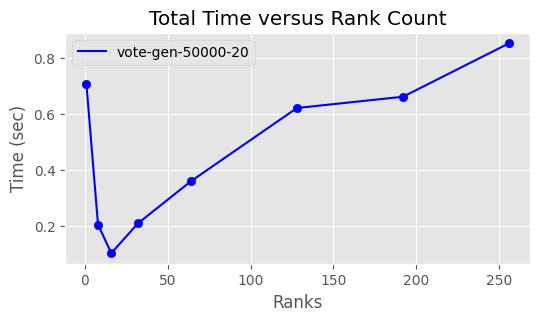 Total Time versus Rank Count
vote-gen-50000-20
Time (sec)
0.8
0.6
0.4
0.2
0 50 100 150 200 250
Ranks